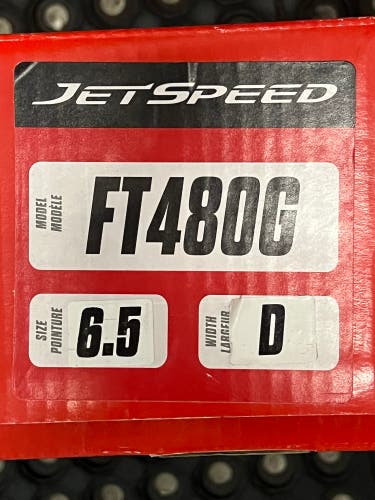 JETSPEED
MODEL
MODÈLE
FT480G
SIZE
POINTURE
6.5
WIDTH
LARGEUR
D